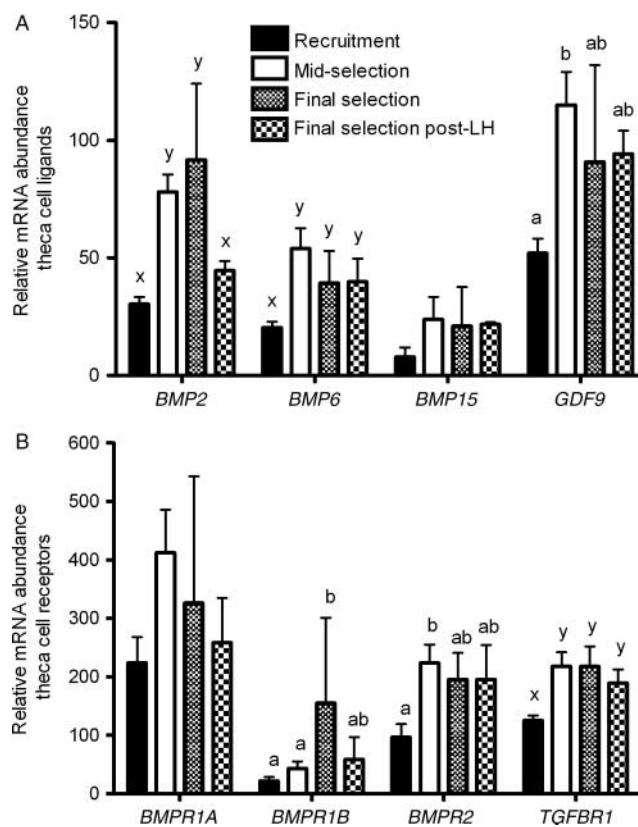 A
Relative mRNA abundance
theca cell ligands
150
100
50
0
Recruitment
Mid-selection
Final selection
Final selection post-LH
x
y
y
x
x
y
y
y
a
b
ab
ab
BMP2
BMP6
BMP15
GDF9
B
Relative mRNA abundance
theca cell receptors
600
500
400
300
200
100
0
a
a
b
ab
a
b
ab
ab
x
y
y
y
BMPR1A
BMPR1B
BMPR2
TGFBR1